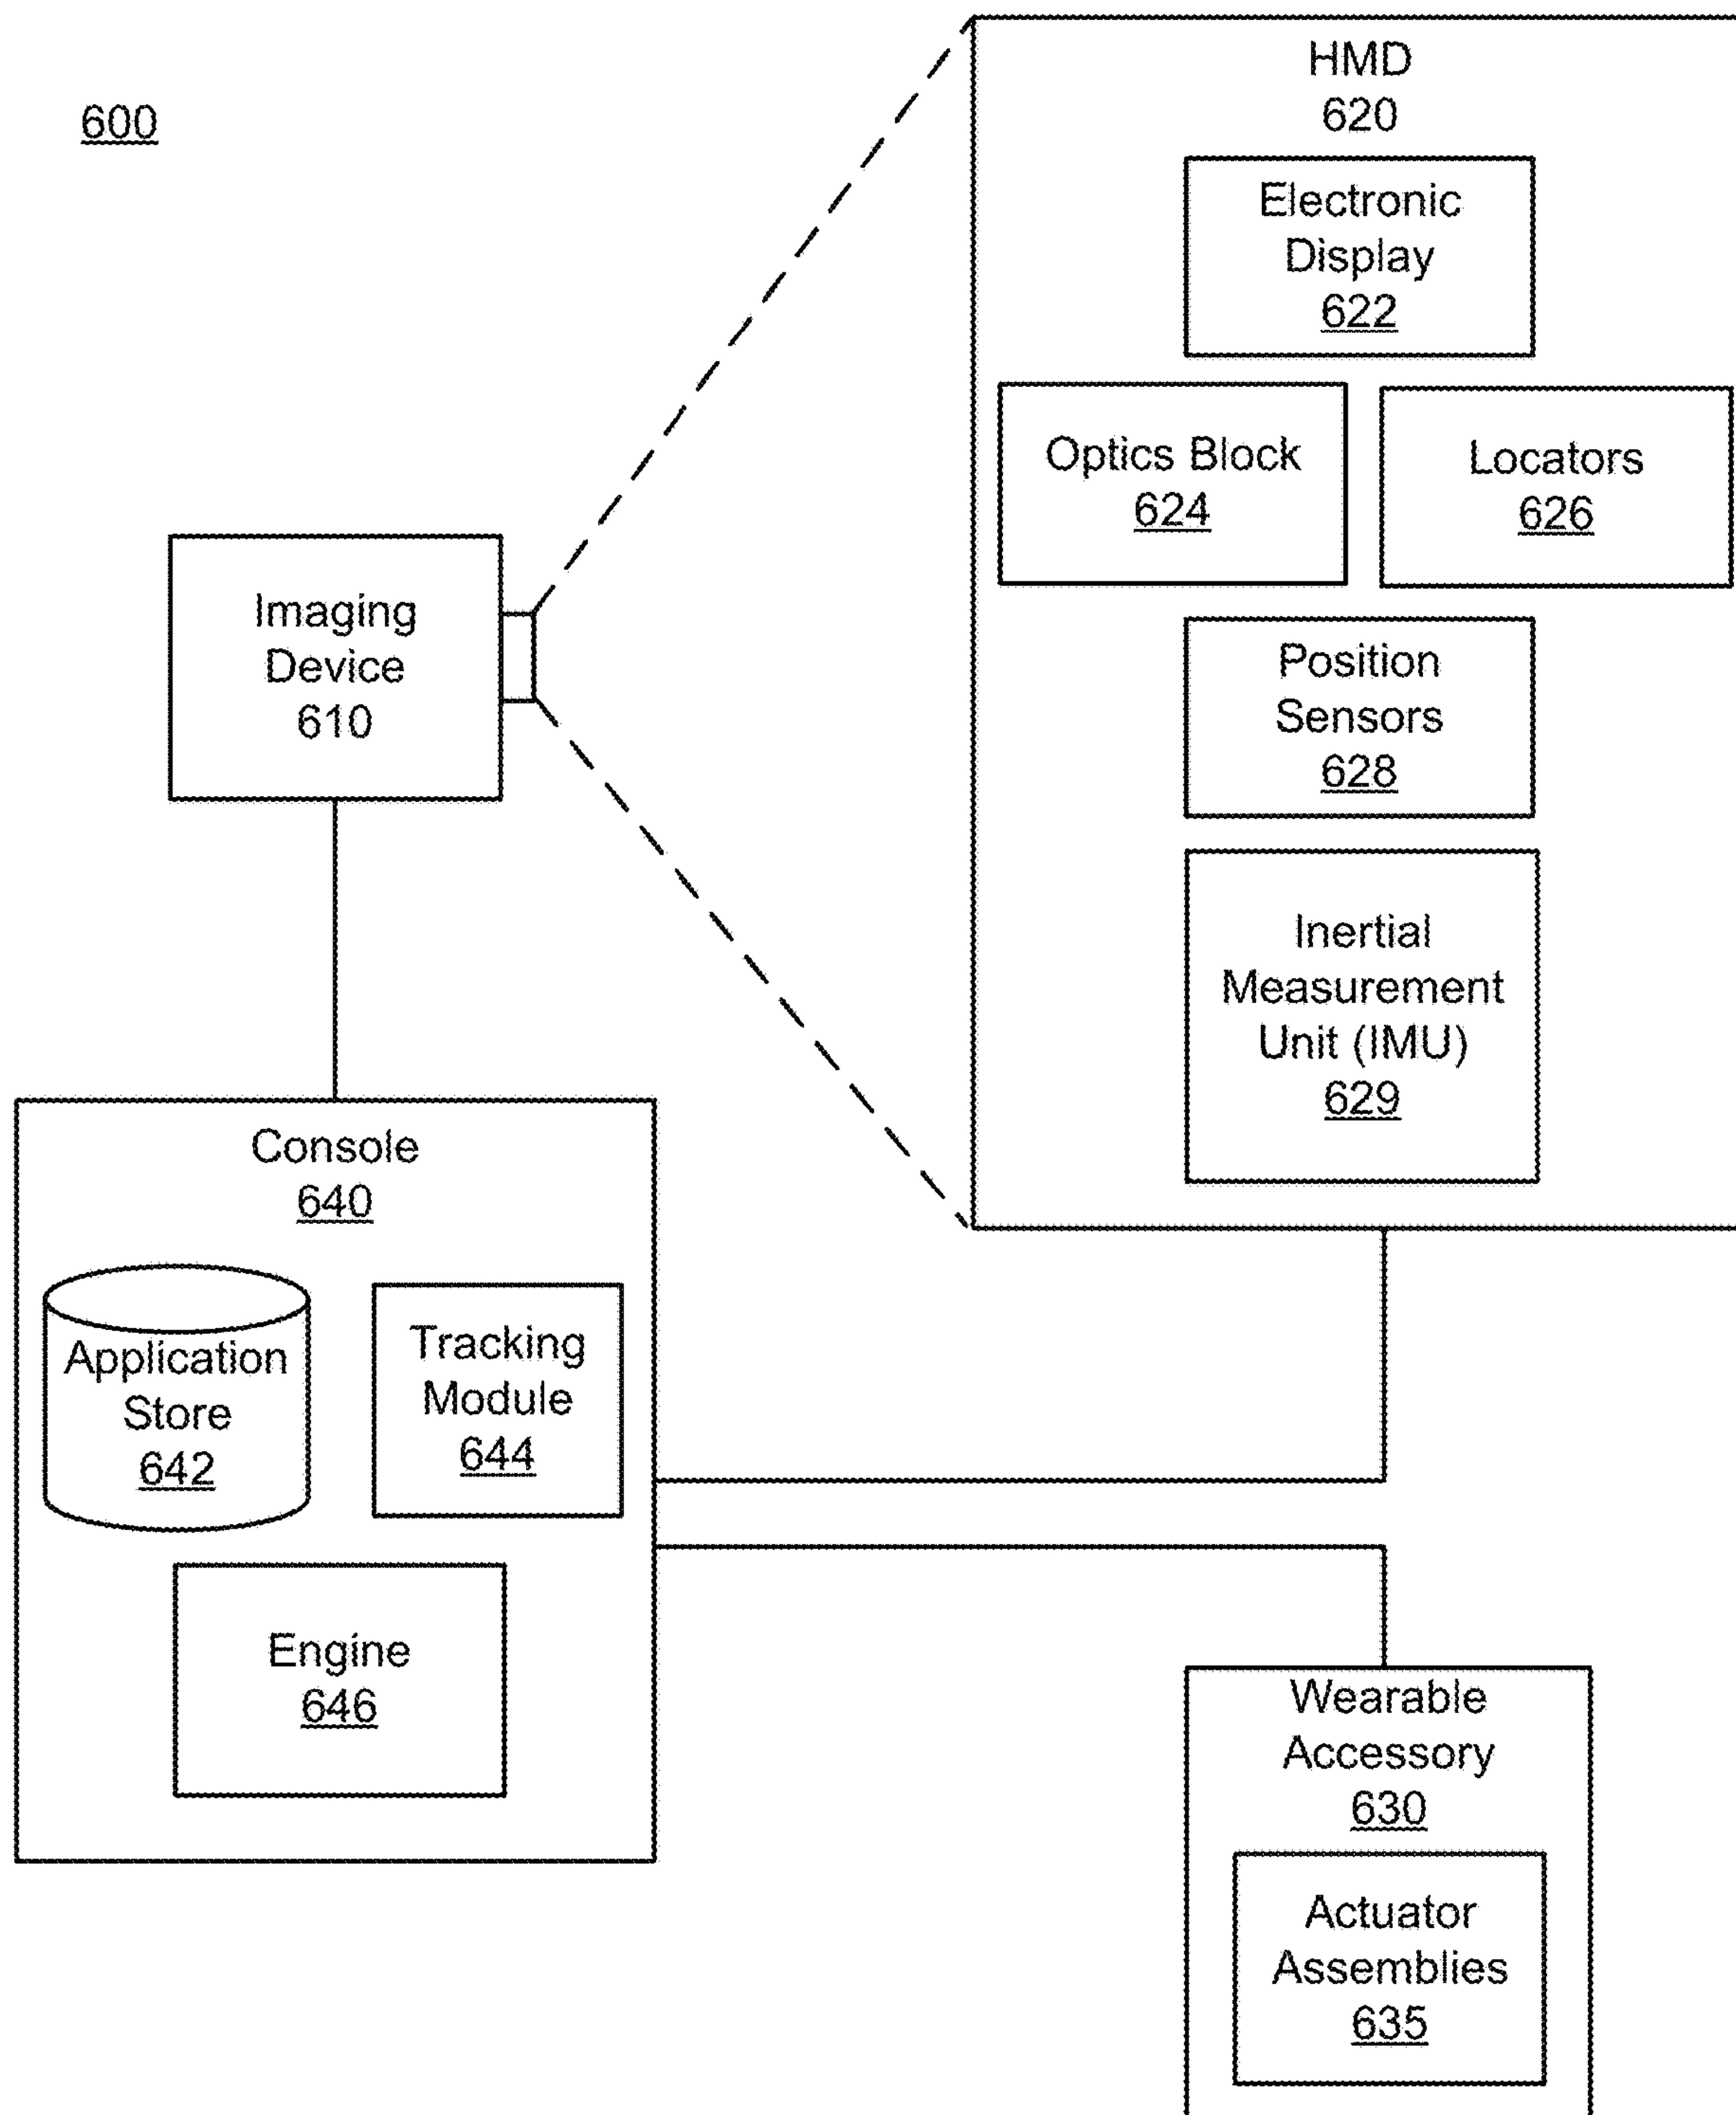 600
HMD
620
Electronic
Display
622
Optics Block
624
Locators
626
Imaging
Device
610
Position
Sensors
628
Inertial
Measurement
Unit (IMU)
629
Console
640
Application
Store
642
Tracking
Module
644
Engine
646
Wearable
Accessory
630
Actuator
Assemblies
635